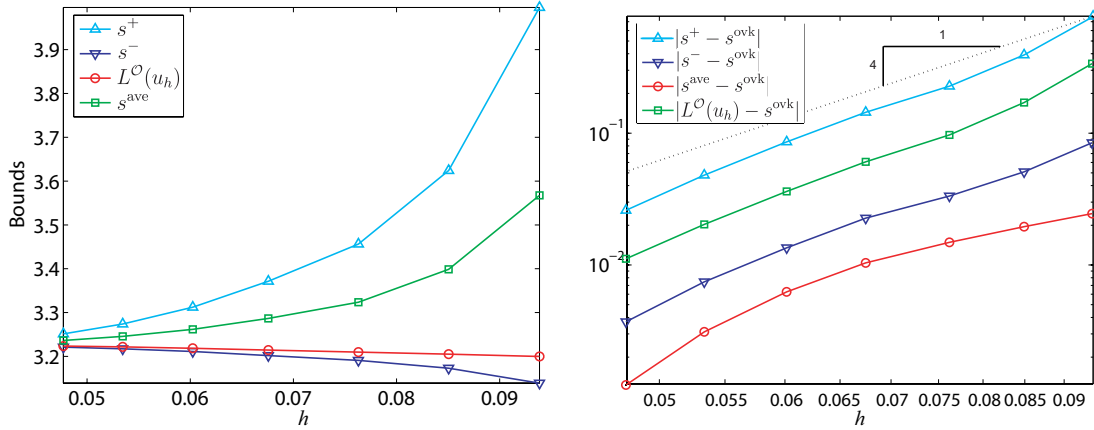 s⁺
s⁻
L^𝒪(u_h)
s^ave
3.9
3.8
3.7
3.6
3.5
3.4
3.3
3.2
Bounds
0.05
0.06
0.07
0.08
0.09
h
|s⁺ − s^ovk|
|s⁻ − s^ovk|
|s^ave − s^ovk|
|L^𝒪(u_h) − s^ovk|
1
4
10⁻¹
10⁻²
0.05
0.055
0.06
0.065
0.07
0.075
0.08
0.085
0.09
h